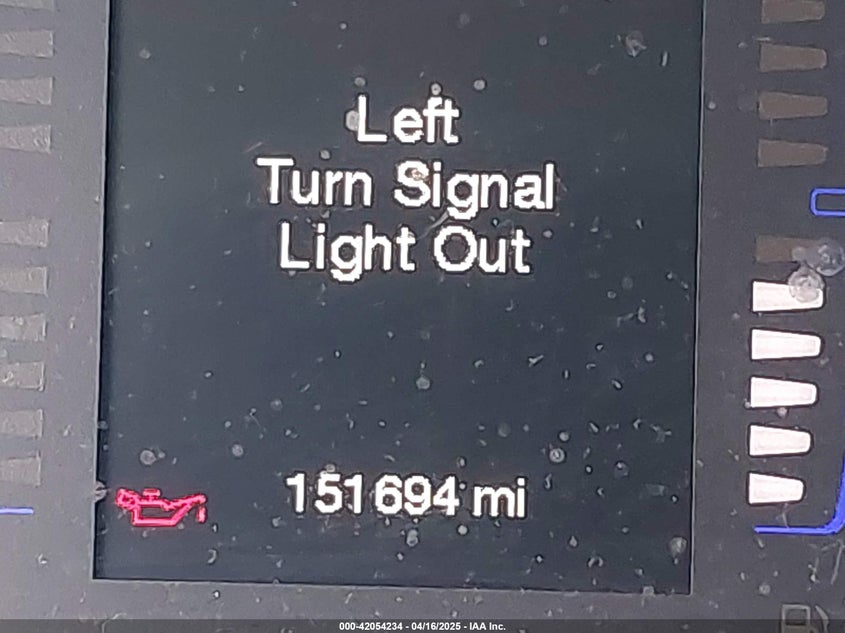 Left
Turn Signal
Light Out
151694 mi
000-42054234 - 04/16/2025 - IAA Inc.